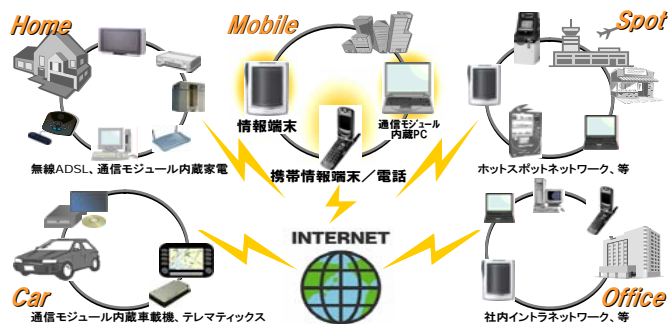 Home
Mobile
Spot
情報端末
通信モジュール
内蔵PC
無線ADSL、通信モジュール内蔵家電
携帯情報端末／電話
ホットスポットネットワーク、等
INTERNET
Car
Office
通信モジュール内蔵車載機、テレマティックス
社内イントラネットワーク、等